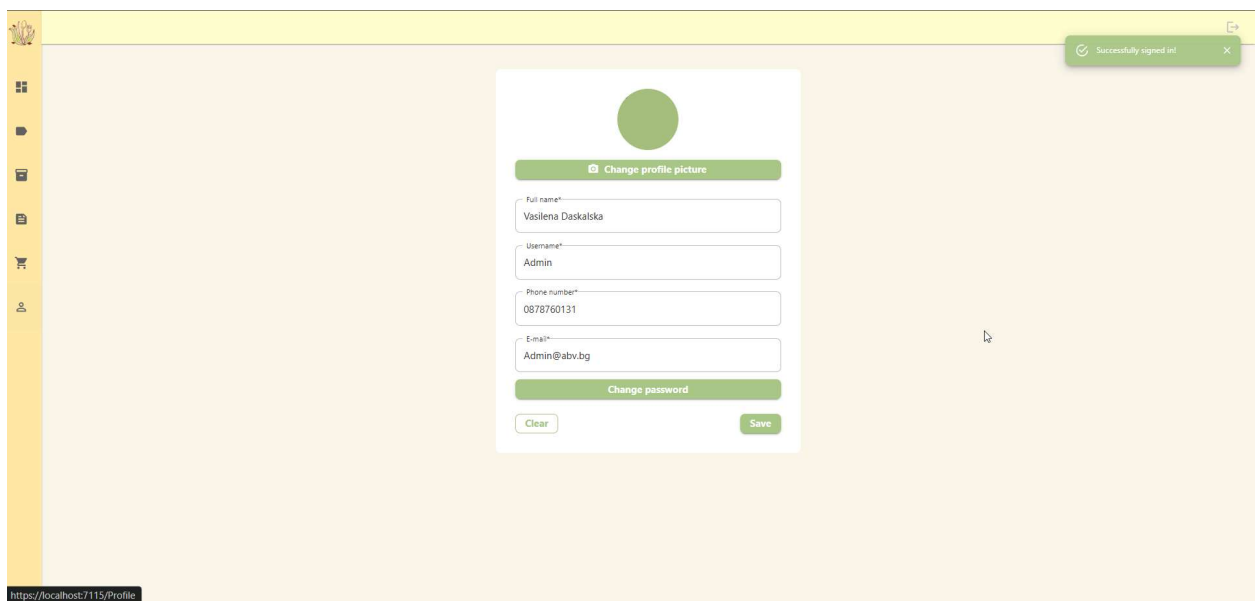 Successfully signed in!
Change profile picture
Full name*
Vasilena Daskalska
Username*
Admin
Phone number*
0878760131
E-mail*
Admin@abv.bg
Change password
Clear
Save
https://localhost:7115/Profile